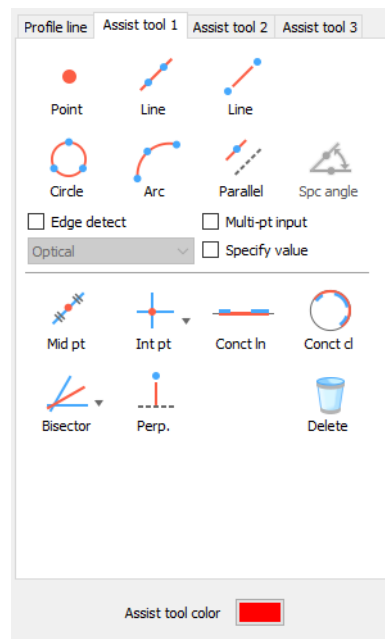 Profile line Assist tool 1 Assist tool 2 Assist tool 3
Point Line Line
Circle Arc Parallel Spc angle
Edge detect Multi-pt input
Optical Specify value
Mid pt Int pt Conct ln Conct cl
Bisector Perp. Delete
Assist tool color